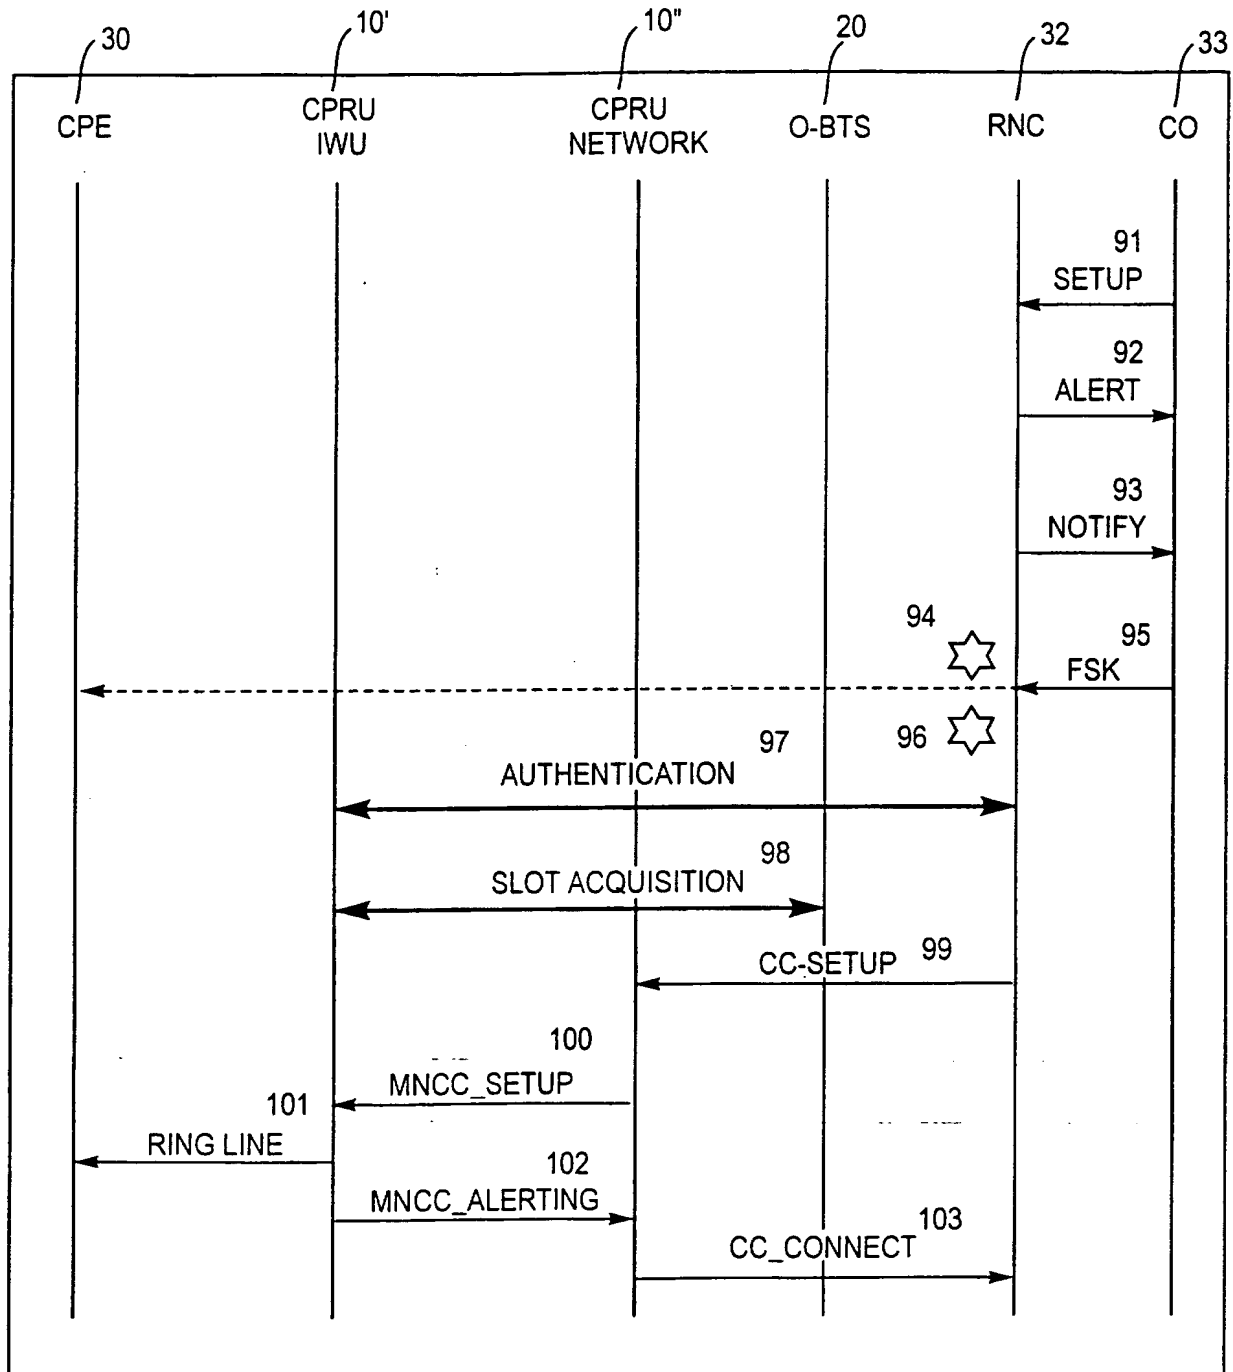 30
10'
10"
20
32
33
CPE
CPRU
IWU
CPRU
NETWORK
O-BTS
RNC
CO
91
SETUP
92
ALERT
93
NOTIFY
94
95
FSK
96
97
AUTHENTICATION
98
SLOT ACQUISITION
99
CC-SETUP
100
MNCC_SETUP
101
RING LINE
102
MNCC_ALERTING
103
CC_CONNECT